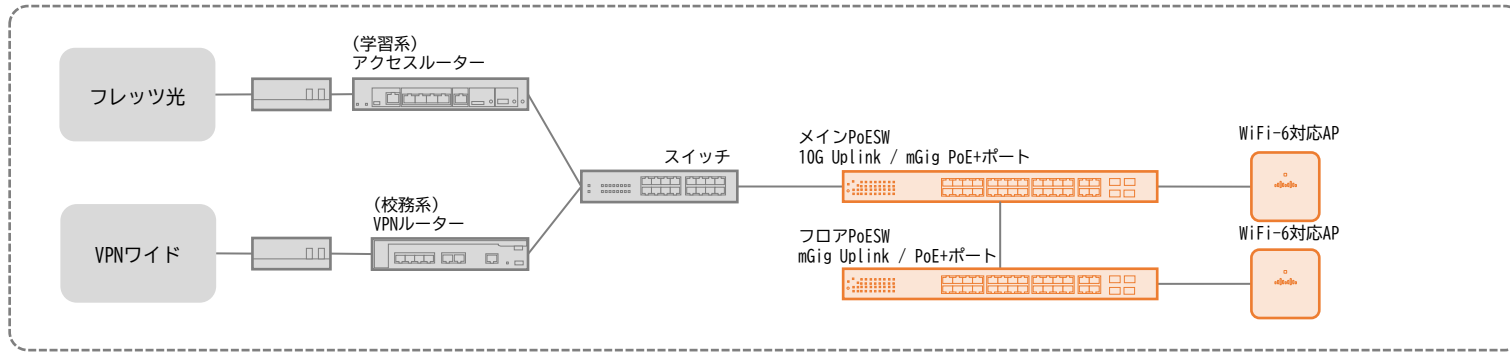 (学習系)
アクセスルーター
フレッツ光
WiFi-6対応AP
メインPoESW
10G Uplink / mGig PoE+ポート
スイッチ
(校務系)
VPNルーター
フロアPoESW
mGig Uplink / PoE+ポート
WiFi-6対応AP
VPNワイド